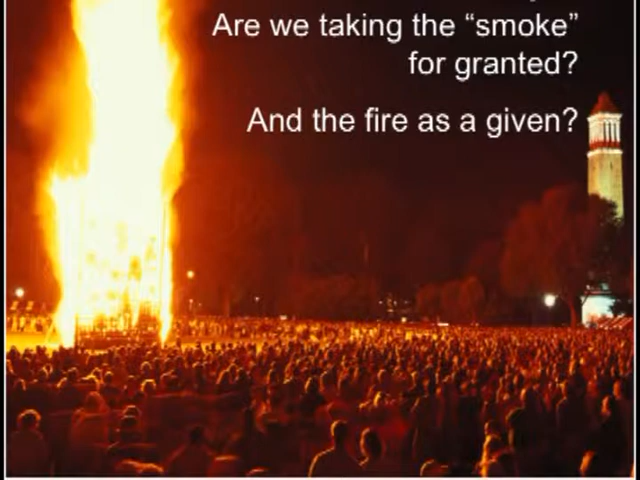 Are we taking the “smoke”
for granted?
And the fire as a given?